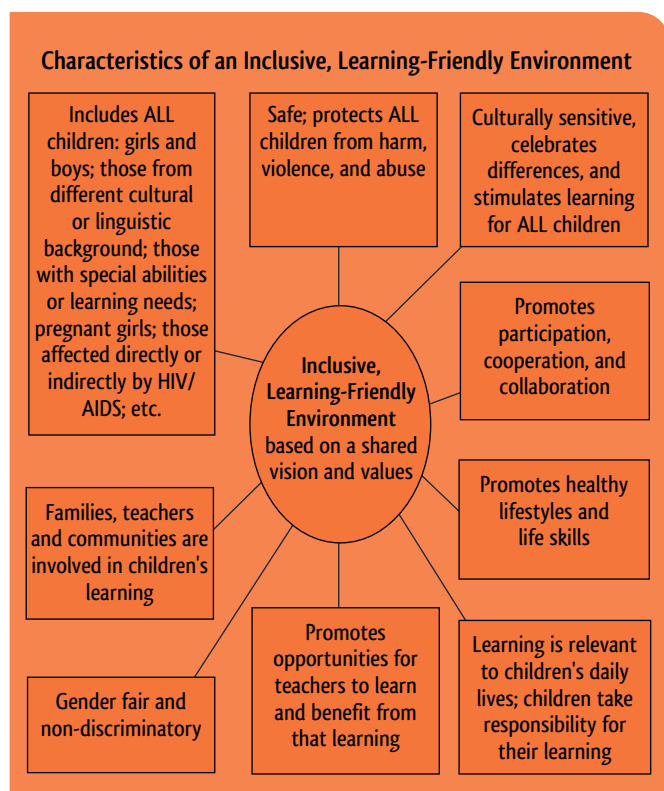 Characteristics of an Inclusive, Learning-Friendly Environment
Includes ALL
children: girls and
boys; those from
different cultural
or linguistic
background; those
with special abilities
or learning needs;
pregnant girls; those
affected directly or
indirectly by HIV/
AIDS; etc.
Safe; protects ALL
children from harm,
violence, and abuse
Culturally sensitive,
celebrates
differences, and
stimulates learning
for ALL children
Promotes
participation,
cooperation, and
collaboration
Inclusive,
Learning-Friendly
Environment
based on a shared
vision and values
Promotes healthy
lifestyles and
life skills
Families, teachers
and communities are
involved in children's
learning
Gender fair and
non-discriminatory
Promotes
opportunities for
teachers to learn
and benefit from
that learning
Learning is relevant
to children's daily
lives; children take
responsibility for
their learning